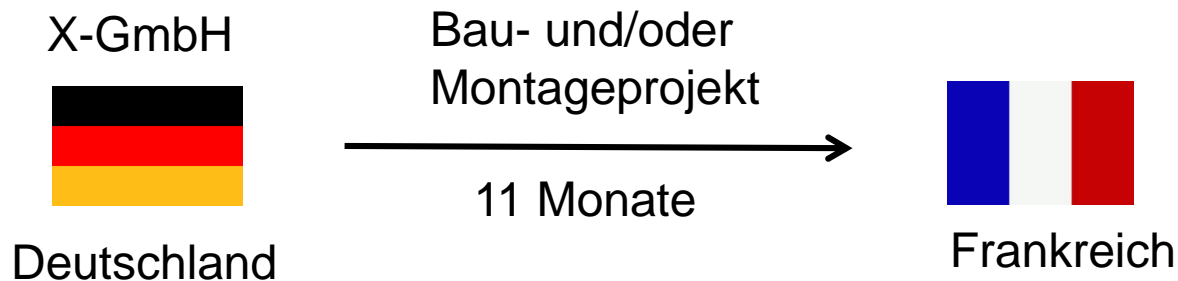 X-GmbH
Bau- und/oder
Montageprojekt
11 Monate
Deutschland
Frankreich